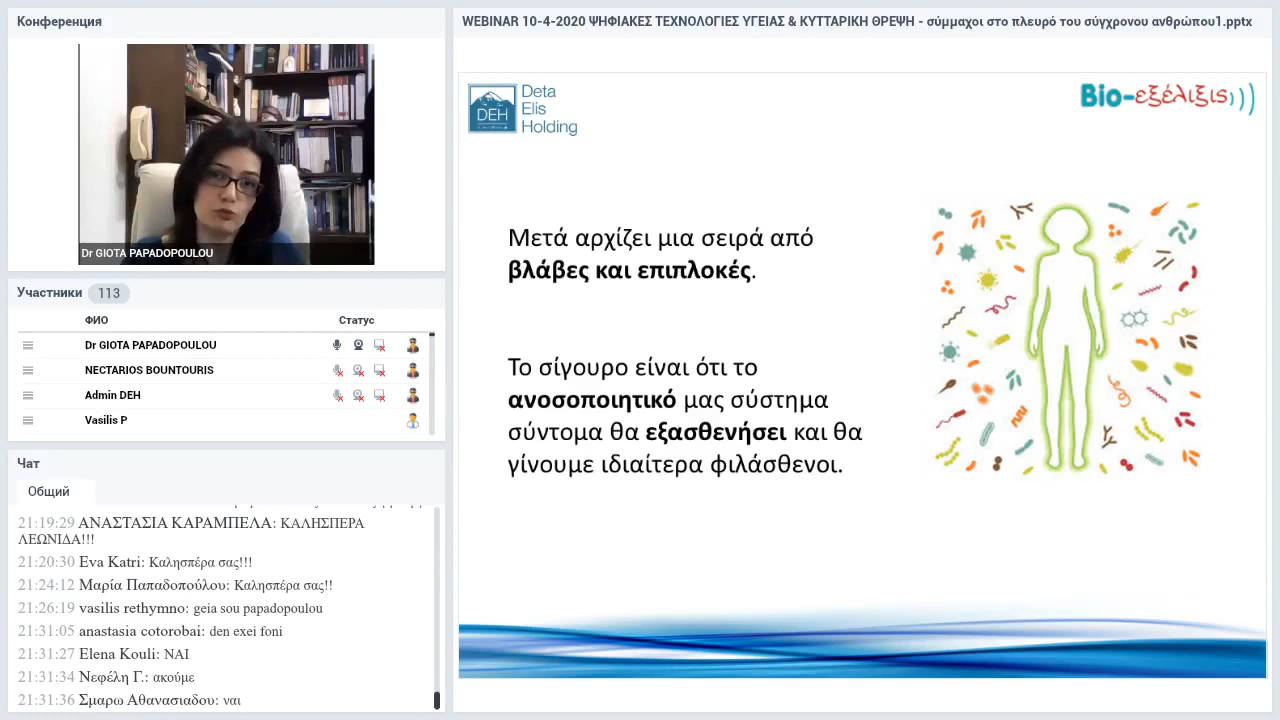 Конференция
Dr GIOTA PAPADOPOULOU
Участники 113
ФИО Статус
Dr GIOTA PAPADOPOULOU
NECTARIOS BOUNTOURIS
Admin DEH
Vasilis P
Чат
Общий
21:19:29 ΑΝΑΣΤΑΣΙΑ ΚΑΡΑΜΠΕΛΑ: ΚΑΛΗΣΠΕΡΑ
ΛΕΩΝΙΔΑ!!!
21:20:30 Eva Katri: Καλησπέρα σας!!!
21:24:12 Μαρία Παπαδοπούλου: Καλησπέρα σας!!
21:26:19 vasilis rethymno: geia sou papadopoulou
21:31:05 anastasia cotorobai: den exei foni
21:31:27 Elena Kouli: ΝΑΙ
21:31:34 Νεφέλη Γ.: ακούμε
21:31:36 Σμαρω Αθανασιαδου: ναι
WEBINAR 10-4-2020 ΨΗΦΙΑΚΕΣ ΤΕΧΝΟΛΟΓΙΕΣ ΥΓΕΙΑΣ & ΚΥΤΤΑΡΙΚΗ ΘΡΕΨΗ - σύμμαχοι στο πλευρό του σύγχρονου ανθρώπου1.pptx
DEH
Deta
Elis
Holding
Bio-εξέλιξις
Μετά αρχίζει μια σειρά από
βλάβες και επιπλοκές.
Το σίγουρο είναι ότι το
ανοσοποιητικό μας σύστημα
σύντομα θα εξασθενήσει και θα
γίνουμε ιδιαίτερα φιλάσθενοι.